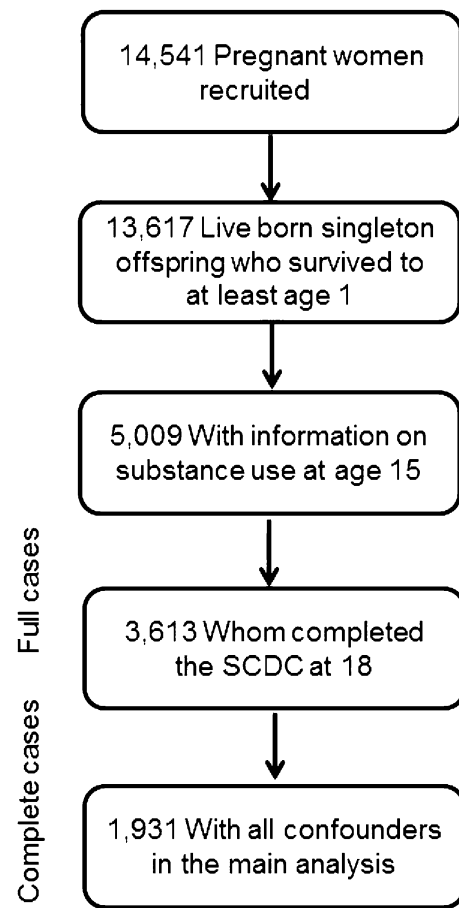 14,541 Pregnant women
recruited
13,617 Live born singleton
offspring who survived to
at least age 1
5,009 With information on
substance use at age 15
Full cases
3,613 Whom completed
the SCDC at 18
Complete cases
1,931 With all confounders
in the main analysis